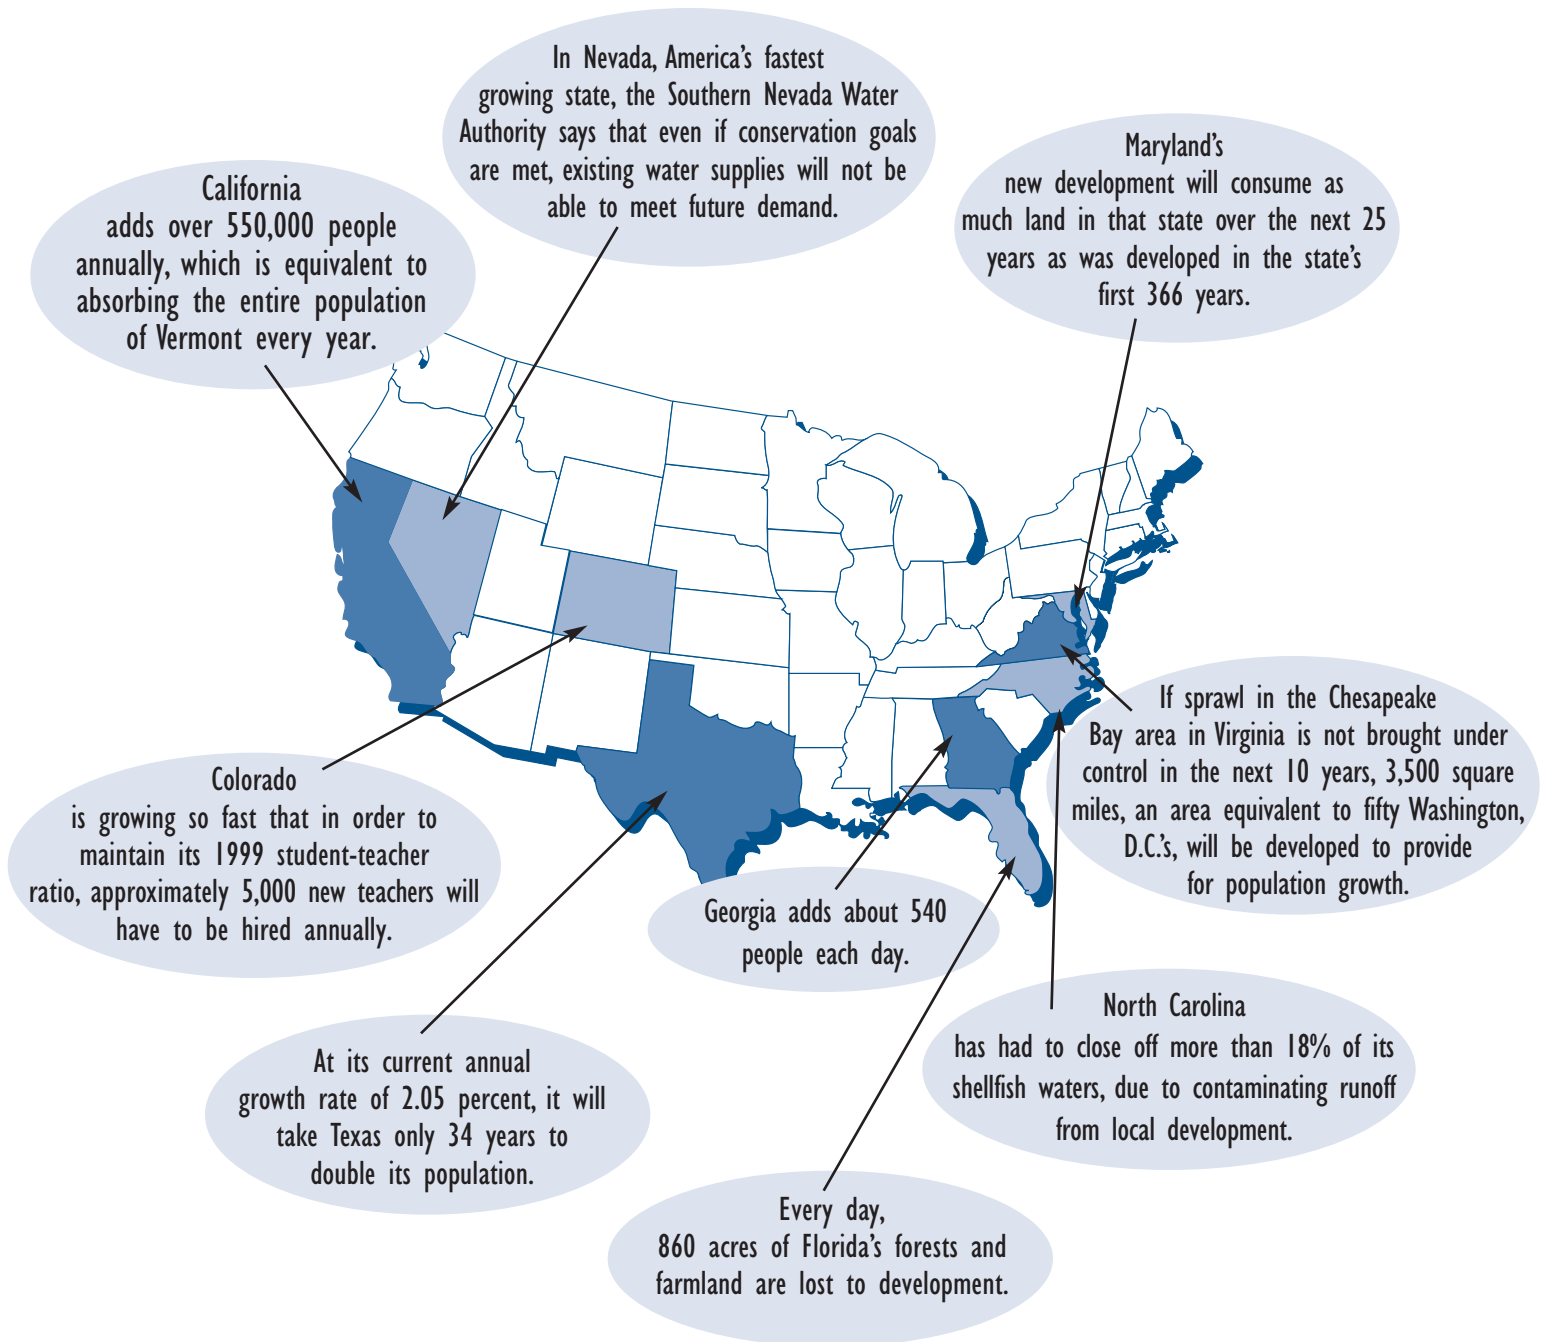 In Nevada, America's fastest
growing state, the Southern Nevada Water
Authority says that even if conservation goals
are met, existing water supplies will not be
able to meet future demand.
Maryland's
new development will consume as
much land in that state over the next 25
years as was developed in the state's
first 366 years.
California
adds over 550,000 people
annually, which is equivalent to
absorbing the entire population
of Vermont every year.
If sprawl in the Chesapeake
Bay area in Virginia is not brought under
control in the next 10 years, 3,500 square
miles, an area equivalent to fifty Washington,
D.C.'s, will be developed to provide
for population growth.
Colorado
is growing so fast that in order to
maintain its 1999 student-teacher
ratio, approximately 5,000 new teachers will
have to be hired annually.
Georgia adds about 540
people each day.
North Carolina
has had to close off more than 18% of its
shellfish waters, due to contaminating runoff
from local development.
At its current annual
growth rate of 2.05 percent, it will
take Texas only 34 years to
double its population.
Every day,
860 acres of Florida's forests and
farmland are lost to development.